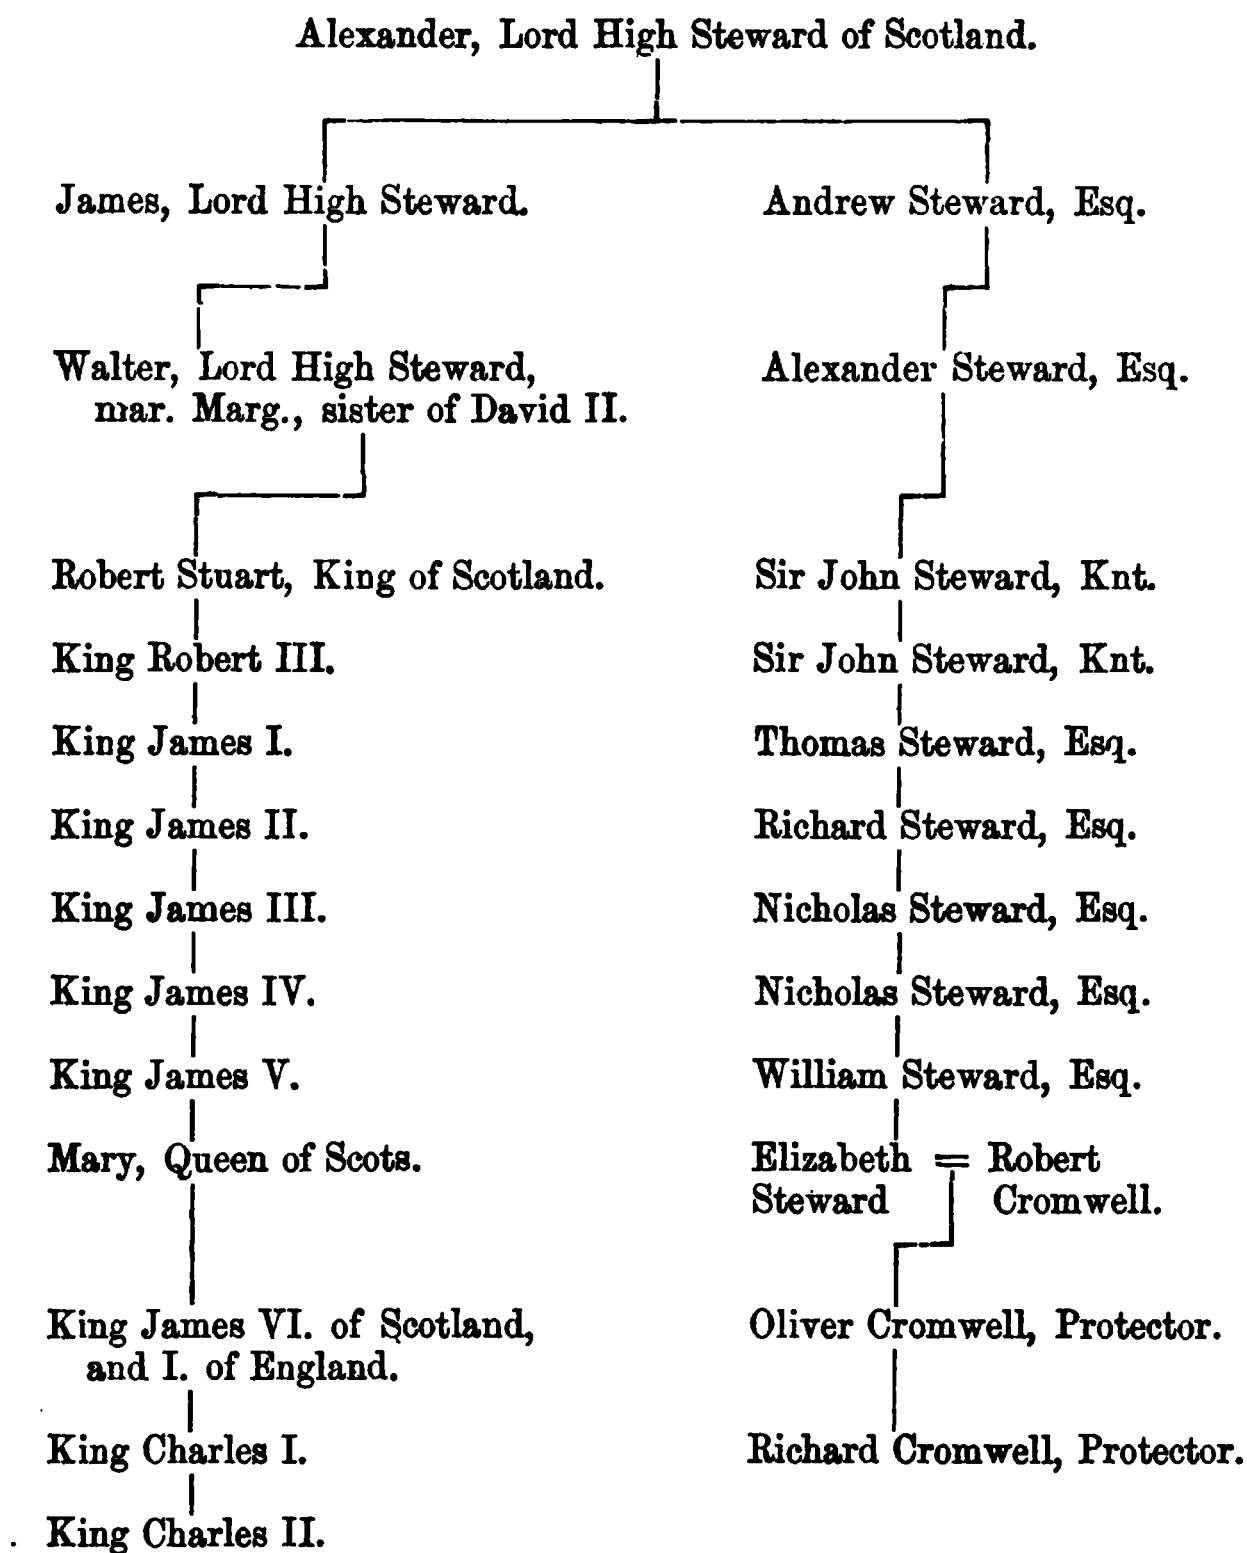 Alexander, Lord High Steward of Scotland.
James, Lord High Steward.
Andrew Steward, Esq.
Walter, Lord High Steward,
mar. Marg., sister of David II.
Alexander Steward, Esq.
Robert Stuart, King of Scotland.
Sir John Steward, Knt.
King Robert III.
Sir John Steward, Knt.
King James I.
Thomas Steward, Esq.
King James II.
Richard Steward, Esq.
King James III.
Nicholas Steward, Esq.
King James IV.
Nicholas Steward, Esq.
King James V.
William Steward, Esq.
Mary, Queen of Scots.
Elizabeth = Robert
Steward Cromwell.
King James VI. of Scotland,
and I. of England.
Oliver Cromwell, Protector.
King Charles I.
Richard Cromwell, Protector.
King Charles II.